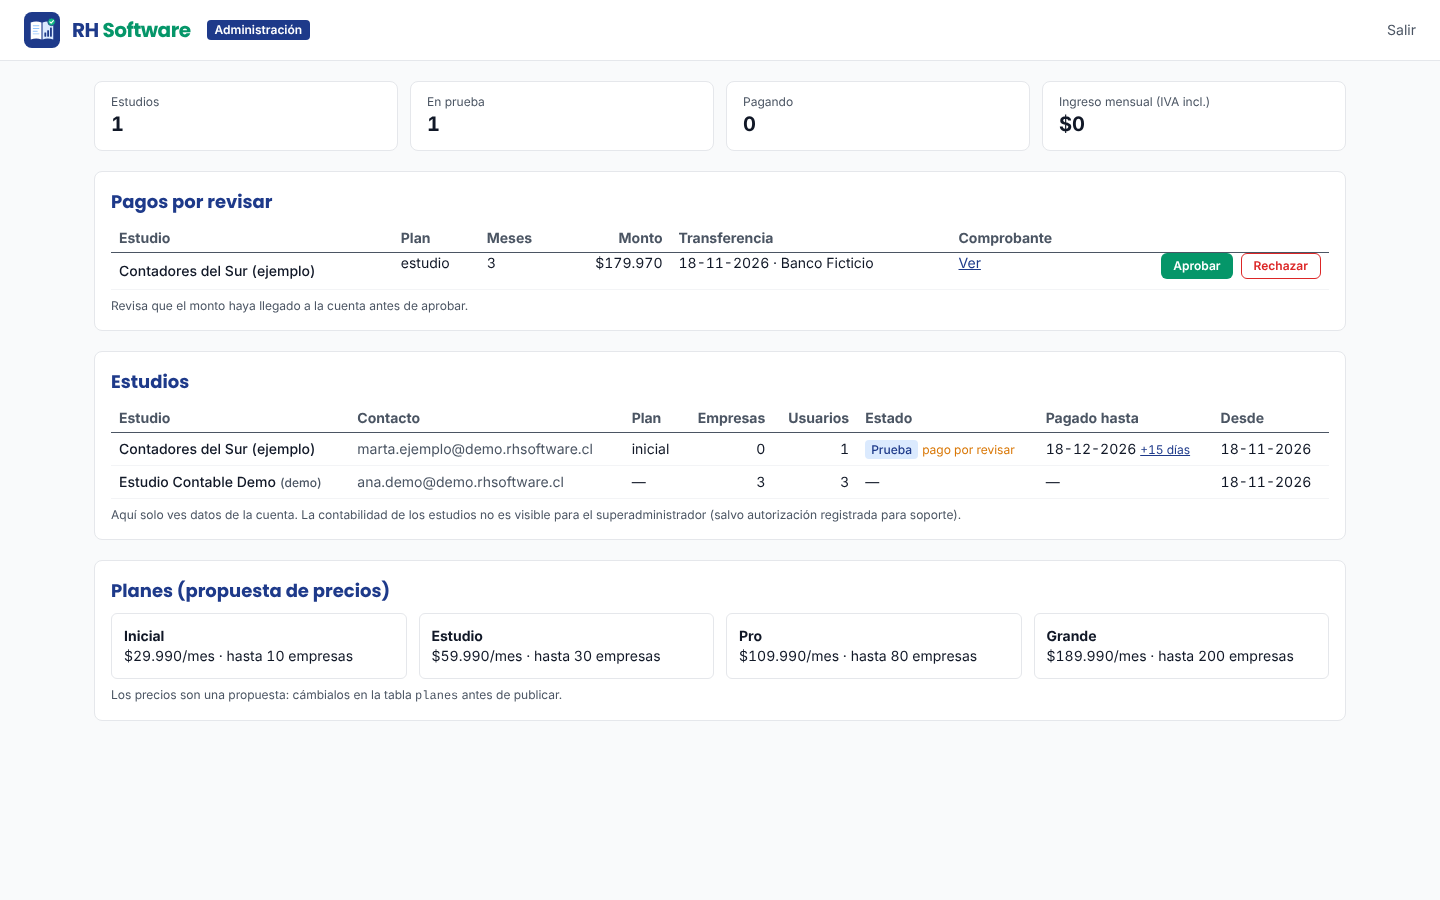 RH Software Administración Salir
Estudios En prueba Pagando Ingreso mensual (IVA incl.)
1 1 0 $0
Pagos por revisar
Estudio Plan Meses Monto Transferencia Comprobante
Contadores del Sur (ejemplo) estudio 3 $179.970 18-11-2026 · Banco Ficticio Ver Aprobar Rechazar
Revisa que el monto haya llegado a la cuenta antes de aprobar.
Estudios
Estudio Contacto Plan Empresas Usuarios Estado Pagado hasta Desde
Contadores del Sur (ejemplo) marta.ejemplo@demo.rhsoftware.cl inicial 0 1 Prueba pago por revisar 18-12-2026 +15 días 18-11-2026
Estudio Contable Demo (demo) ana.demo@demo.rhsoftware.cl — 3 3 — — 18-11-2026
Aquí solo ves datos de la cuenta. La contabilidad de los estudios no es visible para el superadministrador (salvo autorización registrada para soporte).
Planes (propuesta de precios)
Inicial Estudio Pro Grande
$29.990/mes · hasta 10 empresas $59.990/mes · hasta 30 empresas $109.990/mes · hasta 80 empresas $189.990/mes · hasta 200 empresas
Los precios son una propuesta: cámbialos en la tabla planes antes de publicar.